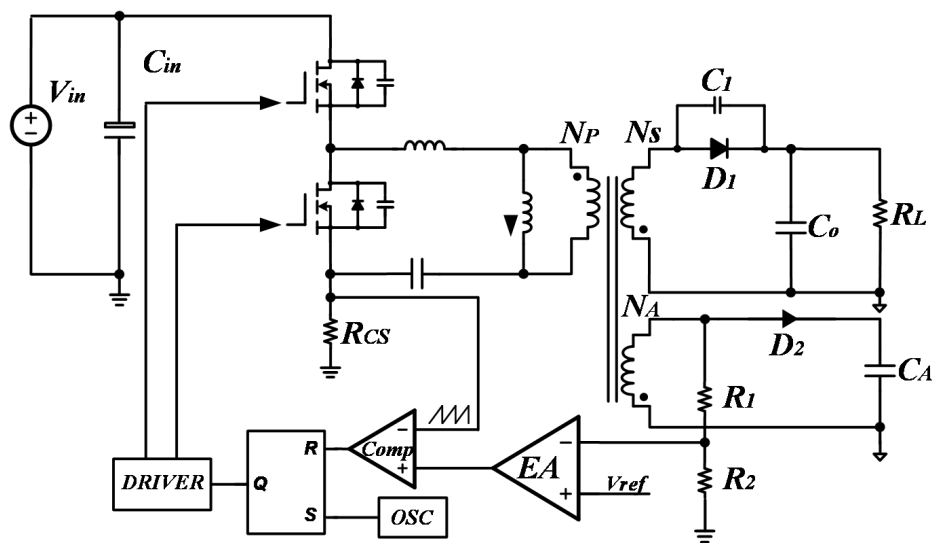 Cin
Vin
NP
NS
C1
D1
Co
RL
RCS
NA
D2
CA
R1
R2
Comp
EA
Vref
DRIVER
Q
R
S
OSC